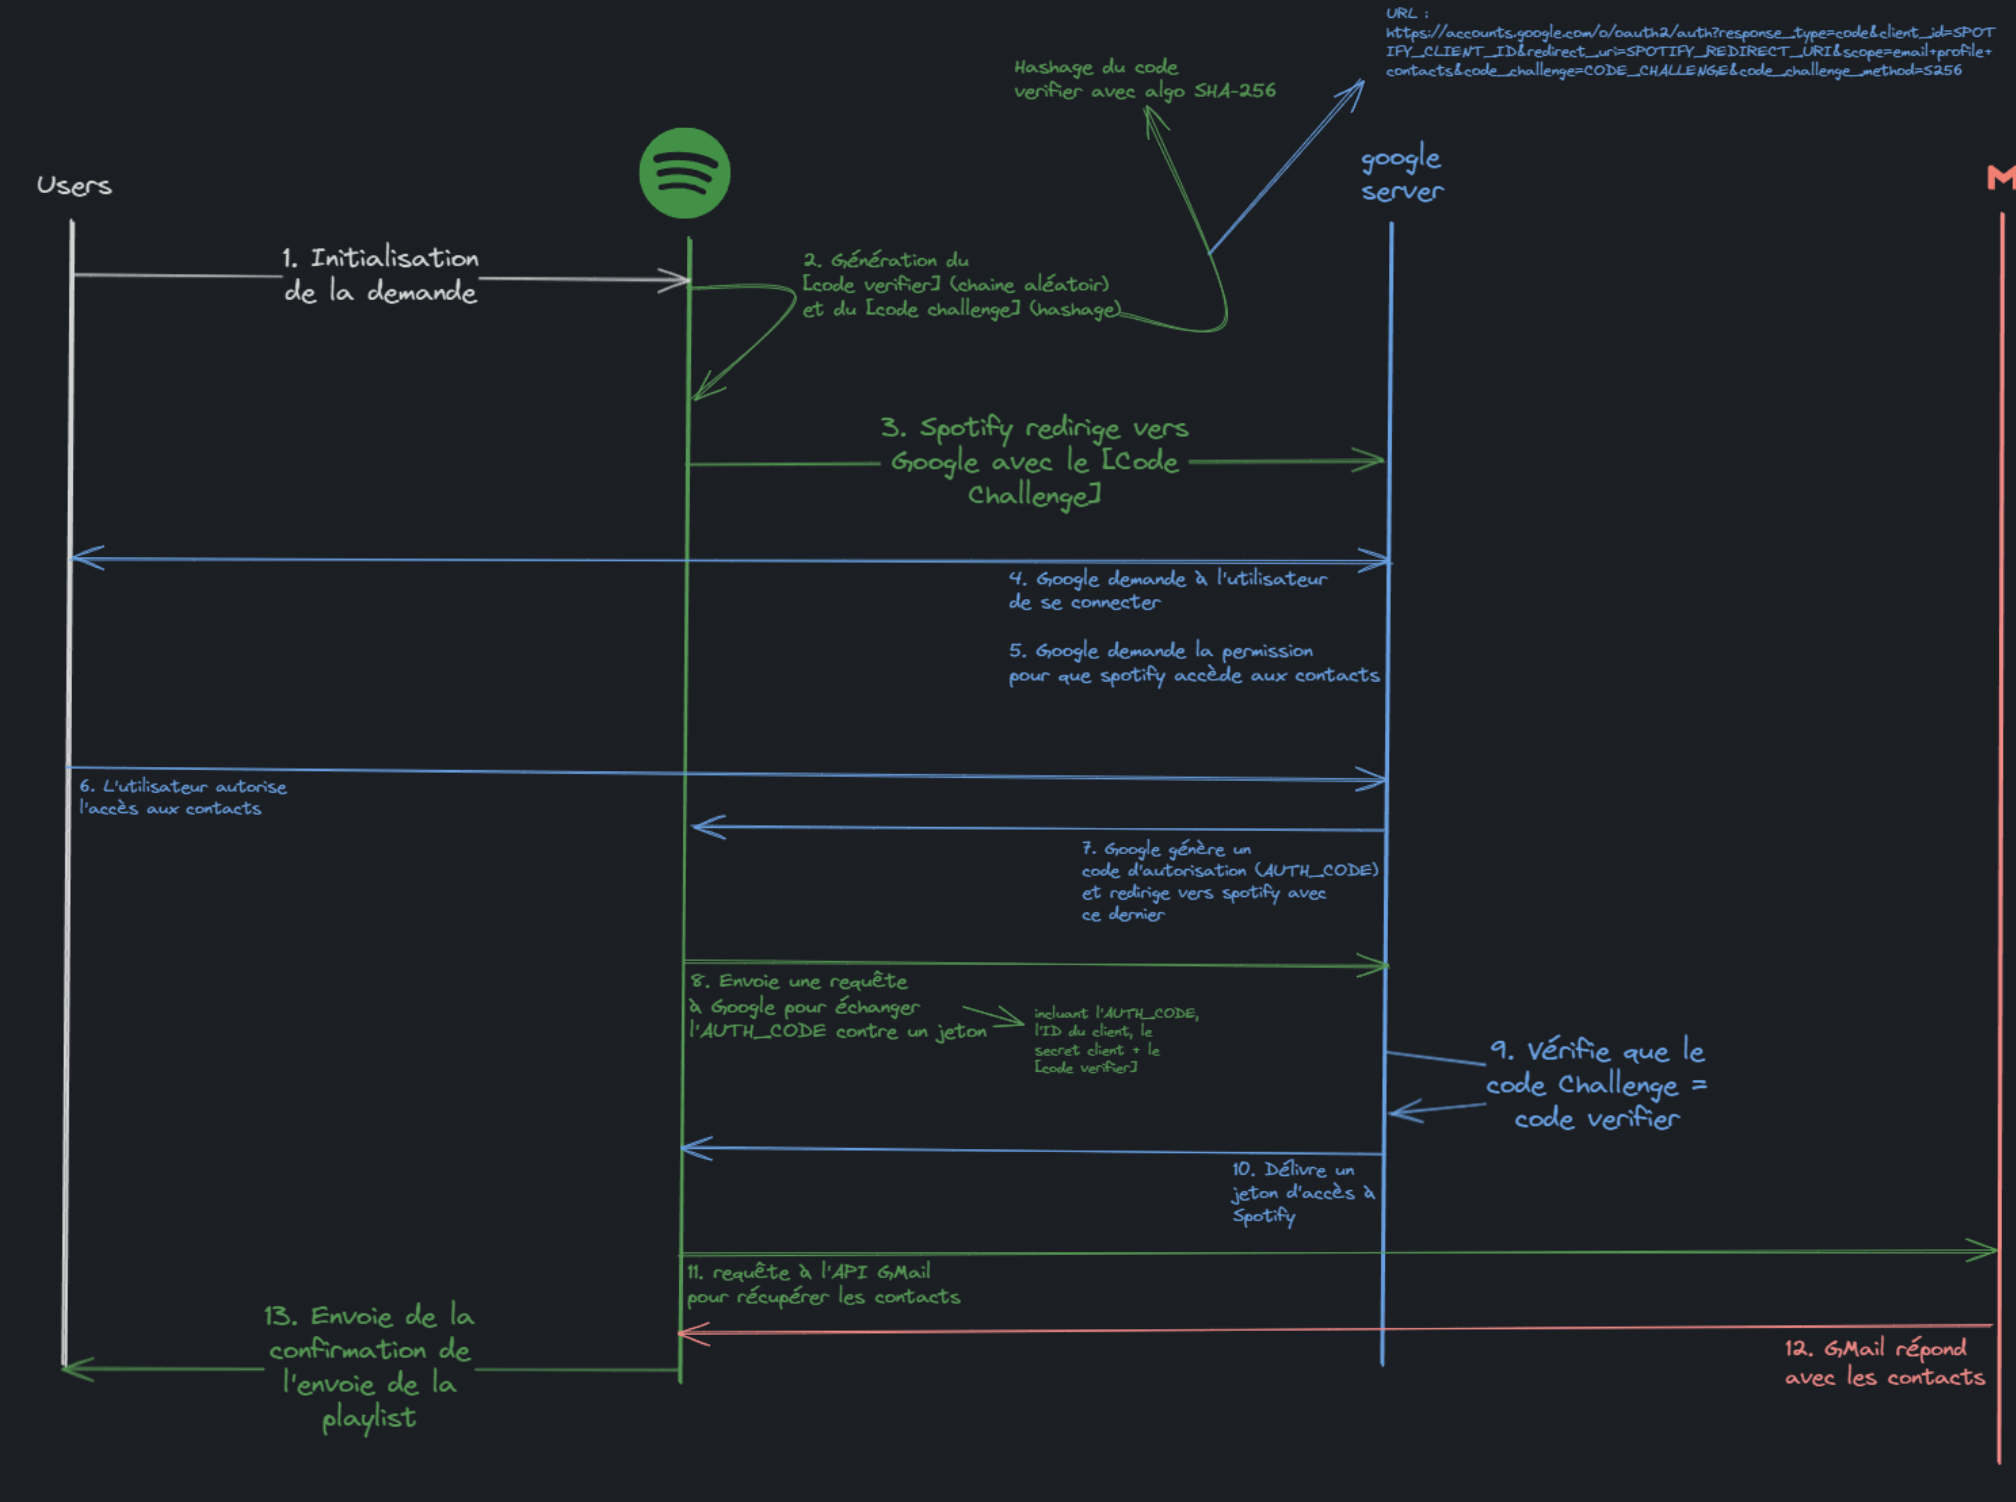 URL :
https://accounts.google.com/o/oauth2/auth?response_type=code&client_id=SPOT
IFY_CLIENT_ID&redirect_uri=SPOTIFY_REDIRECT_URI&scope=email+profile+
contacts&code_challenge=CODE_CHALLENGE&code_challenge_method=S256
Hashage du code
verifier avec algo SHA-256
Users
google
server
1. Initialisation
de la demande
2. Génération du
[code verifier] (chaine aléatoir)
et du [code challenge] (hashage)
3. Spotify redirige vers
Google avec le [Code
Challenge]
4. Google demande à l'utilisateur
de se connecter
5. Google demande la permission
pour que spotify accède aux contacts
6. L'utilisateur autorise
l'accès aux contacts
7. Google génère un
code d'autorisation (AUTH_CODE)
et redirige vers spotify avec
ce dernier
8. Envoie une requête
à Google pour échanger
l'AUTH_CODE contre un jeton
incluant l'AUTH_CODE,
l'ID du client, le
secret client + le
[code verifier]
9. Vérifie que le
code Challenge =
code verifier
10. Délivre un
jeton d'accès à
Spotify
11. requête à l'API GMail
pour récupérer les contacts
12. GMail répond
avec les contacts
13. Envoie de la
confirmation de
l'envoie de la
playlist